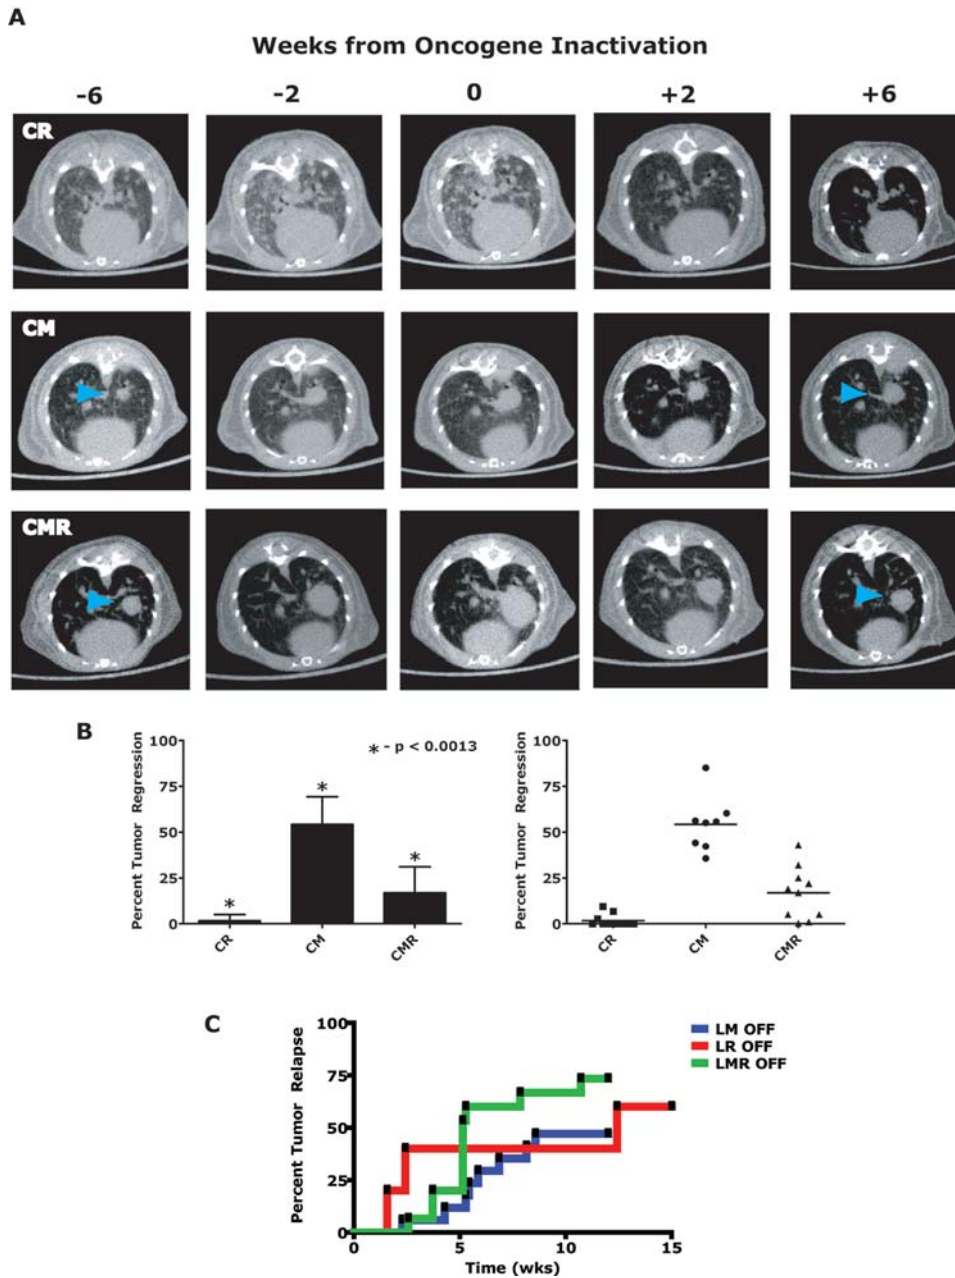 A
Weeks from Oncogene Inactivation
-6 -2 0 +2 +6
CR
CM
CMR
B
* - p < 0.0013
Percent Tumor Regression
100
75
50
25
0
*
*
*
CR CM CMR
Percent Tumor Regression
100
75
50
25
0
CR CM CMR
C
Percent Tumor Relapse
100
75
50
25
0
0 5 10 15
Time (wks)
LM OFF
LR OFF
LMR OFF